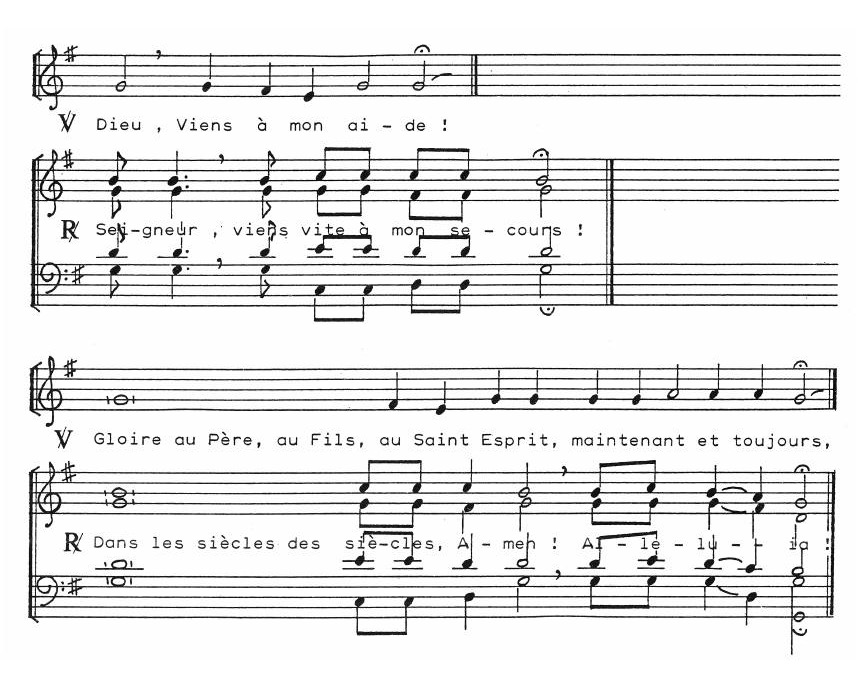 ℣ Dieu , Viens à mon ai - de !
℟ Sei-gneur , viens vite à mon se - cours !
℣ Gloire au Père, au Fils, au Saint Esprit, maintenant et toujours,
℟ Dans les siècles des siè-cles, A - men ! Al - lé - lu - - ia !